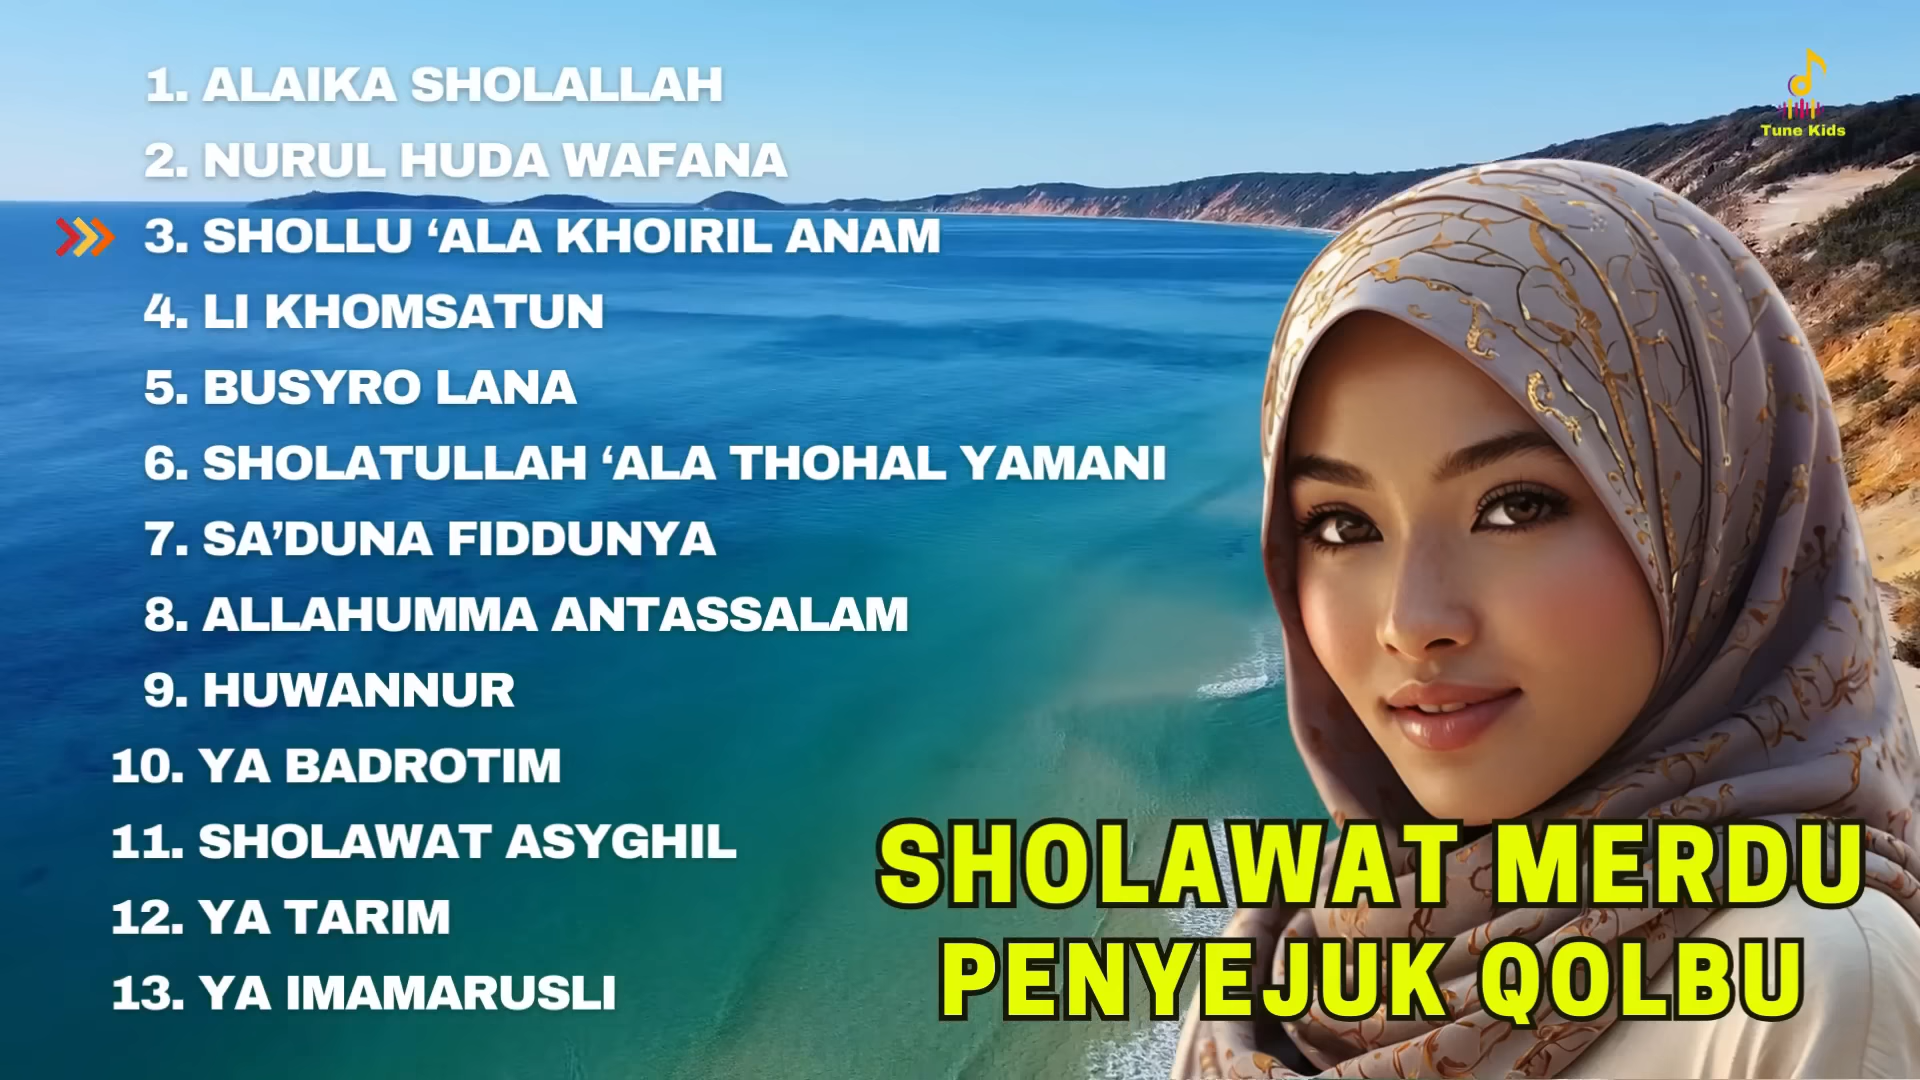 1. ALAIKA SHOLALLAH
2. NURUL HUDA WAFANA
3. SHOLLU ‘ALA KHOIRIL ANAM
4. LI KHOMSATUN
5. BUSYRO LANA
6. SHOLATULLAH ‘ALA THOHAL YAMANI
7. SA’DUNA FIDDUNYA
8. ALLAHUMMA ANTASSALAM
9. HUWANNUR
10. YA BADROTIM
11. SHOLAWAT ASYGHIL
12. YA TARIM
13. YA IMAMARUSLI
Tune Kids
SHOLAWAT MERDU
PENYEJUK QOLBU